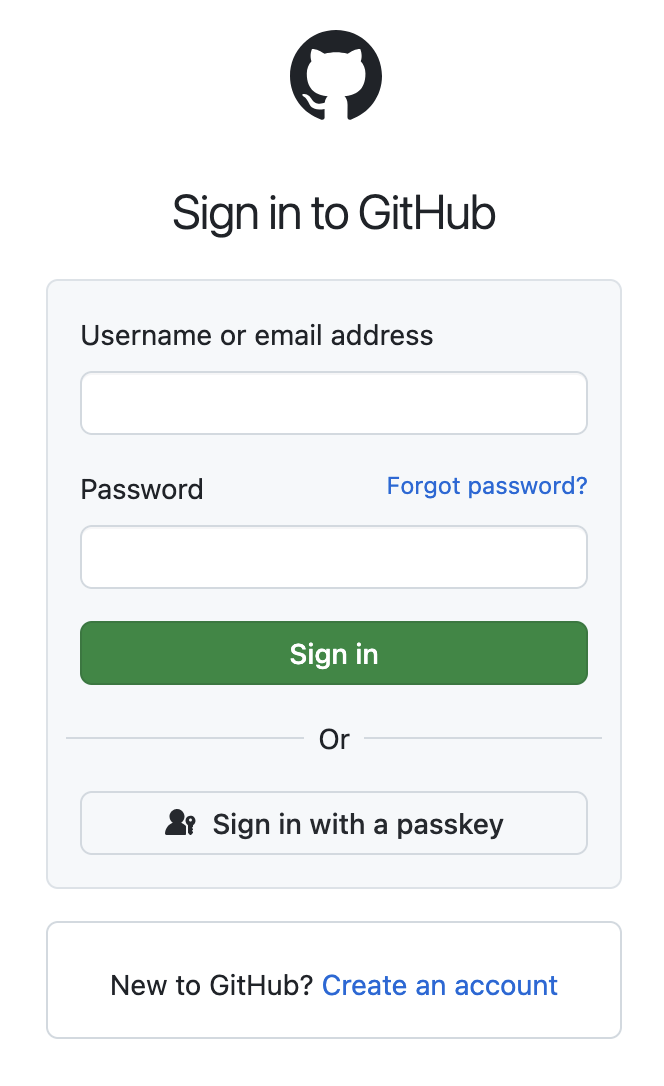 Sign in to GitHub
Username or email address
Password
Forgot password?
Sign in
Or
Sign in with a passkey
New to GitHub? Create an account